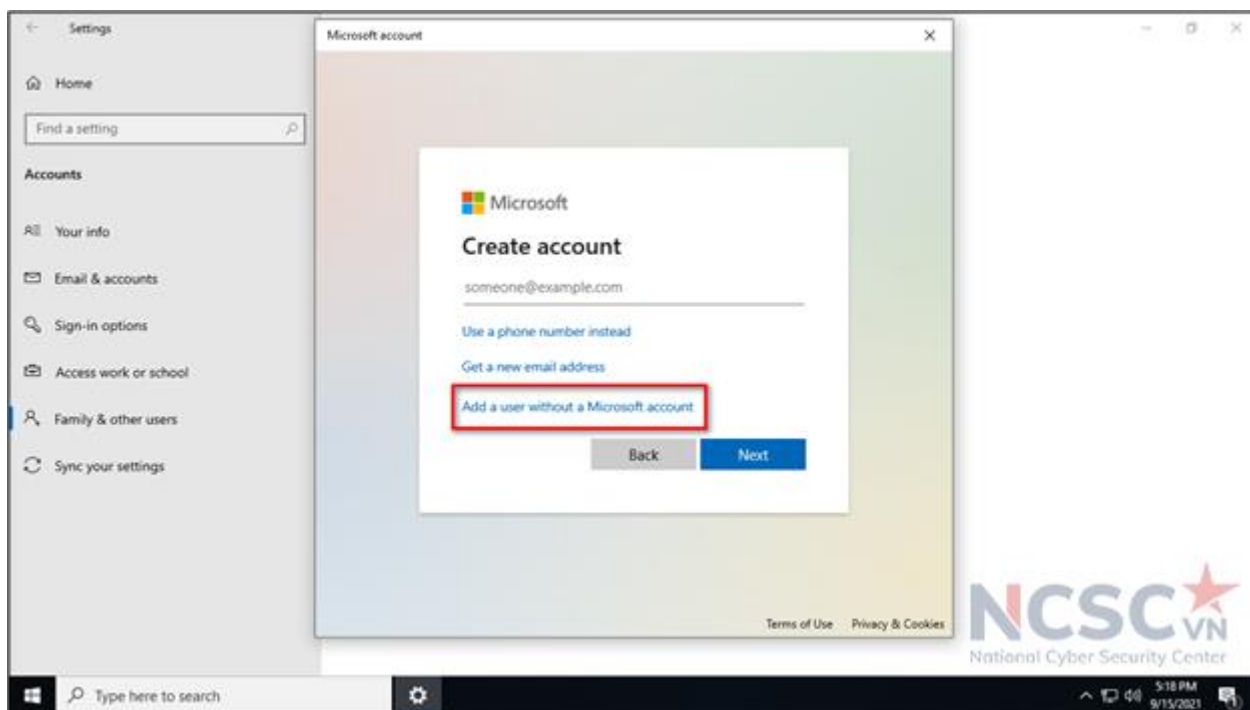 Settings
Home
Find a setting
Accounts
Your info
Email & accounts
Sign-in options
Access work or school
Family & other users
Sync your settings
Microsoft account
Microsoft
Create account
someone@example.com
Use a phone number instead
Get a new email address
Add a user without a Microsoft account
Back Next
Terms of Use Privacy & Cookies
NCSC
VN
National Cyber Security Center
Type here to search
5:18 PM
9/15/2021